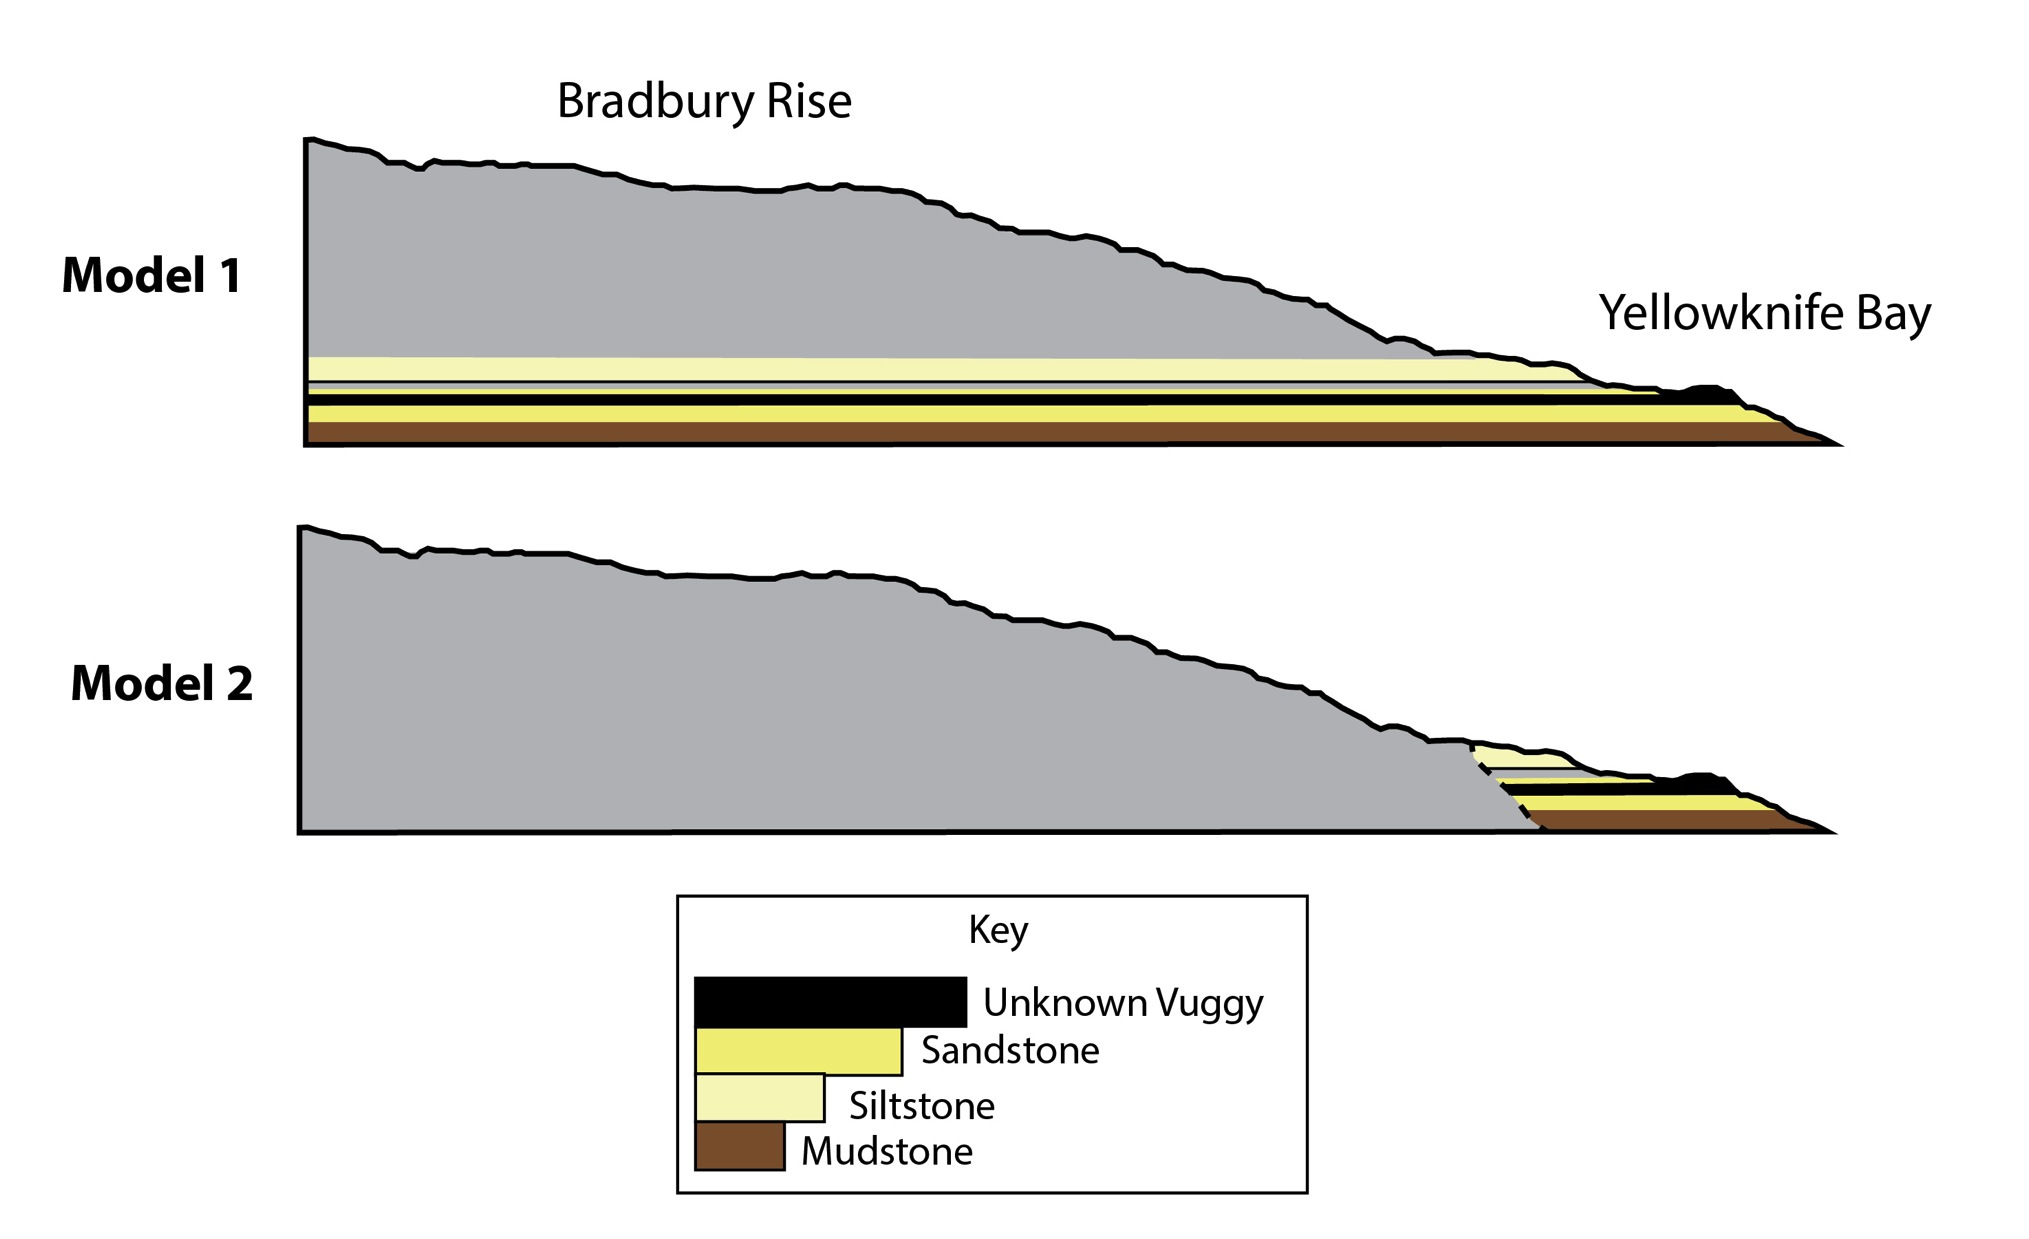 Bradbury Rise
Model 1
Yellowknife Bay
Model 2
Key
Unknown Vuggy
Sandstone
Siltstone
Mudstone